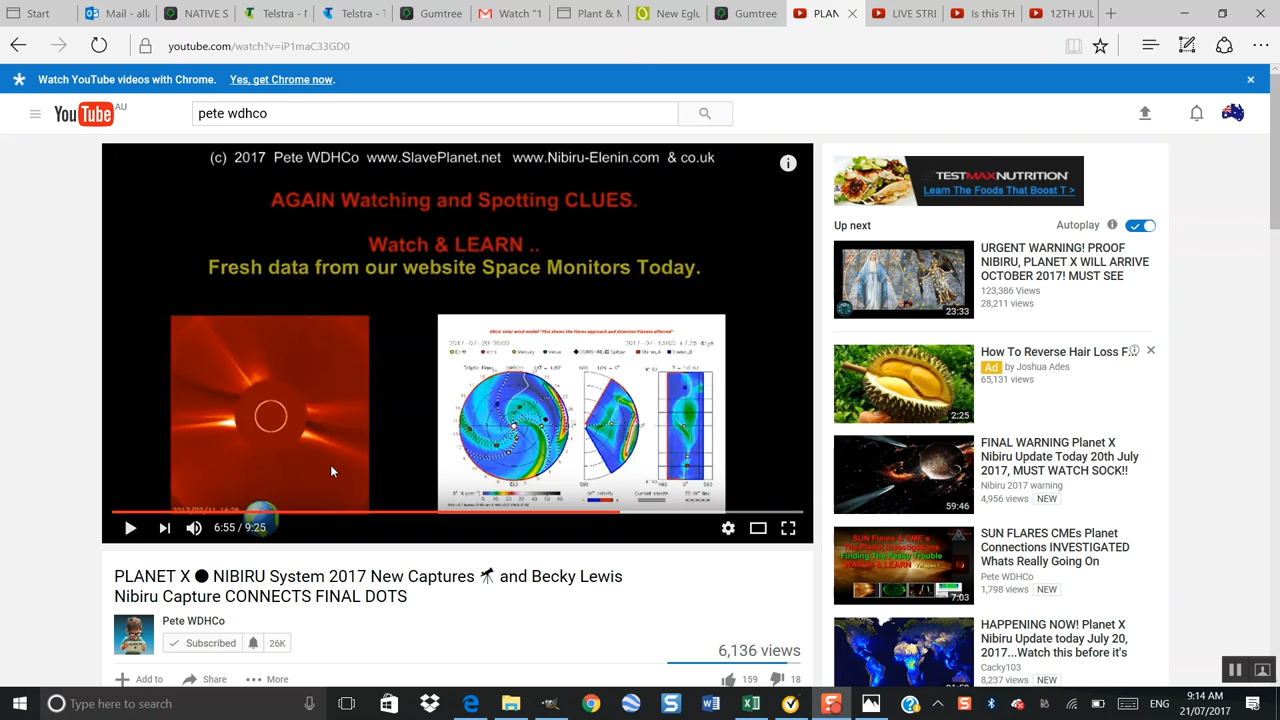 Start
Mail - all
NATIVE S
Telstra -
Telstra T
Gumtree
Gmail "1
Plant & M
New Eglu
Gumtree
PLAN
LIVE STRE
Is this TH
12TH JUL
youtube.com/watch?v=iP1maC33GD0
Watch YouTube videos with Chrome. Yes, get Chrome now.
YouTube AU
pete wdhco
(c) 2017 Pete WDHCo www.SlavePlanet.net www.Nibiru-Elenin.com & co.uk
AGAIN Watching and Spotting CLUES.
Watch & LEARN ..
Fresh data from our website Space Monitors Today.
6:55 / 9:25
PLANET X ● NIBIRU System 2017 New Captures 🔭 and Becky Lewis
Nibiru Capture CONNECTS FINAL DOTS
Pete WDHCo
Subscribed 26K
6,136 views
Add to Share More
159 18
TESTMAXNUTRITION
Learn The Foods That Boost T >
Up next Autoplay
URGENT WARNING! PROOF
NIBIRU, PLANET X WILL ARRIVE
OCTOBER 2017! MUST SEE
123,386 Views
28,211 views
23:33
How To Reverse Hair Loss F...
Ad by Joshua Ades
65,131 views
2:25
FINAL WARNING Planet X
Nibiru Update Today 20th July
2017, MUST WATCH SOCK!!
Nibiru 2017 warning
4,956 views NEW
59:46
SUN FLARES CMEs Planet
Connections INVESTIGATED
Whats Really Going On
Pete WDHCo
1,798 views NEW
7:03
HAPPENING NOW! Planet X
Nibiru Update today July 20,
2017...Watch this before it's
Cacky103
8,237 views NEW
Type here to search
ENG
9:14 AM
21/07/2017